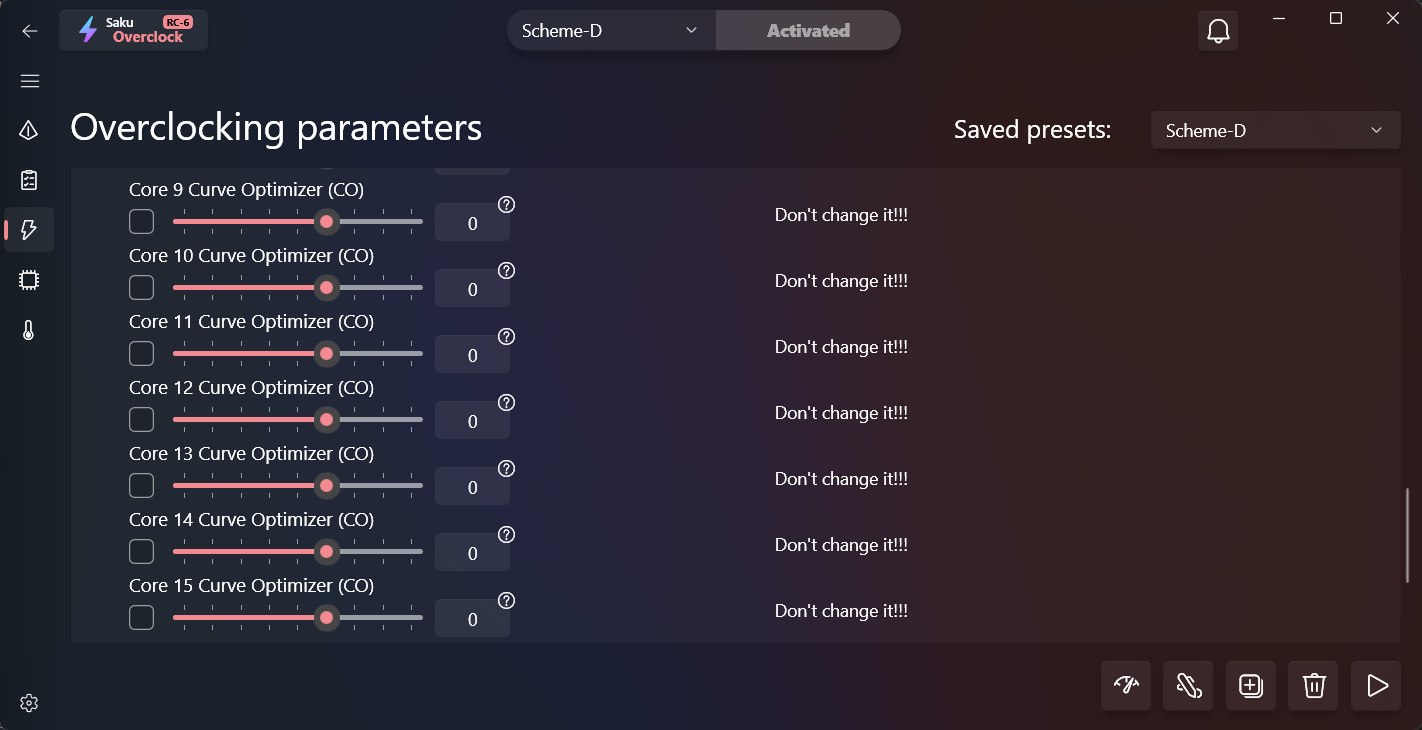 Saku RC-6
Overclock
Scheme-D
Activated
Overclocking parameters
Saved presets:
Scheme-D
Core 9 Curve Optimizer (CO)
0
?
Don't change it!!!
Core 10 Curve Optimizer (CO)
0
?
Don't change it!!!
Core 11 Curve Optimizer (CO)
0
?
Don't change it!!!
Core 12 Curve Optimizer (CO)
0
?
Don't change it!!!
Core 13 Curve Optimizer (CO)
0
?
Don't change it!!!
Core 14 Curve Optimizer (CO)
0
?
Don't change it!!!
Core 15 Curve Optimizer (CO)
0
?
Don't change it!!!